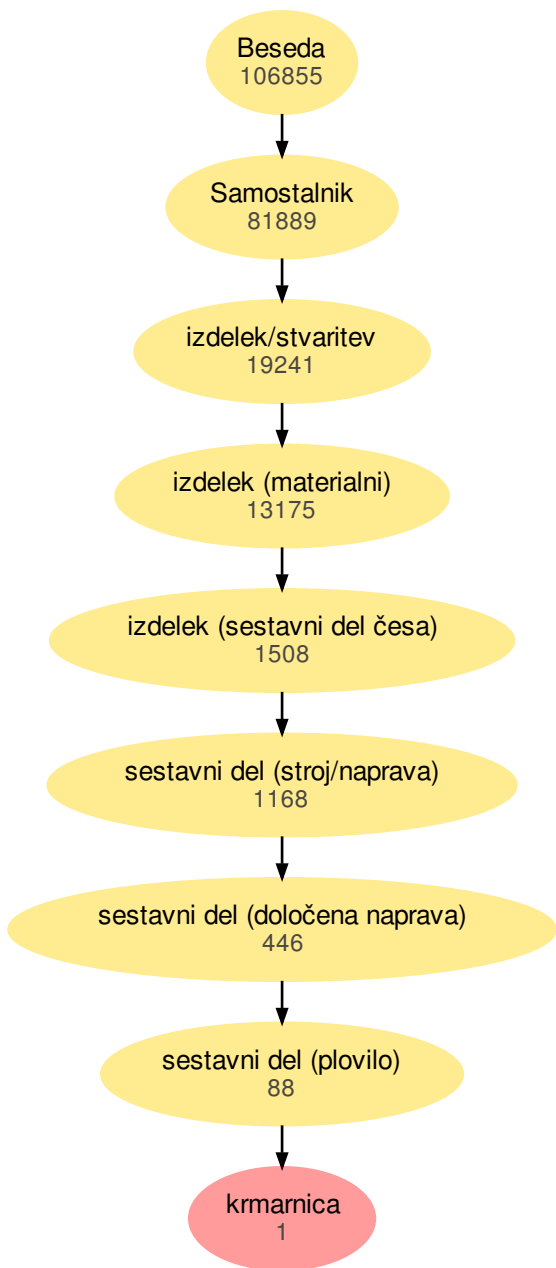 Beseda
106855
Samostalnik
81889
izdelek/stvaritev
19241
izdelek (materialni)
13175
izdelek (sestavni del česa)
1508
sestavni del (stroj/naprava)
1168
sestavni del (določena naprava)
446
sestavni del (plovilo)
88
krmarnica
1